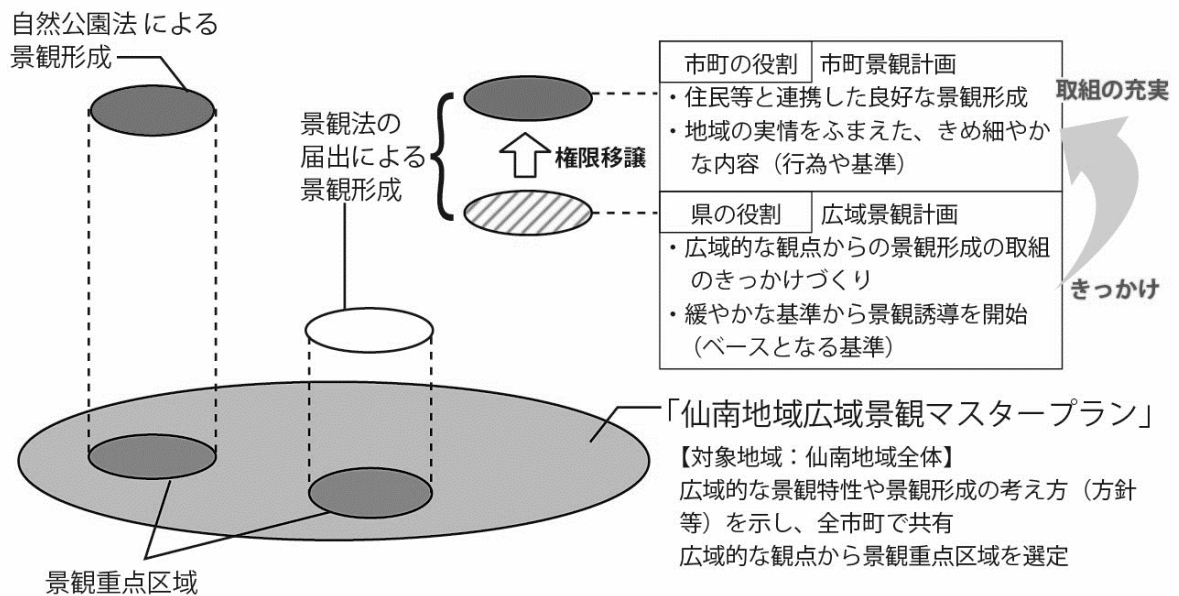 自然公園法による
景観形成
景観法の
届出による
景観形成
権限移譲
市町の役割 市町景観計画
・住民等と連携した良好な景観形成
・地域の実情をふまえた、きめ細やか
な内容（行為や基準）
県の役割 広域景観計画
・広域的な観点からの景観形成の取組
のきっかけづくり
・緩やかな基準から景観誘導を開始
（ベースとなる基準）
取組の充実
きっかけ
「仙南地域広域景観マスタープラン」
【対象地域：仙南地域全体】
広域的な景観特性や景観形成の考え方（方針
等）を示し、全市町で共有
広域的な観点から景観重点区域を選定
景観重点区域